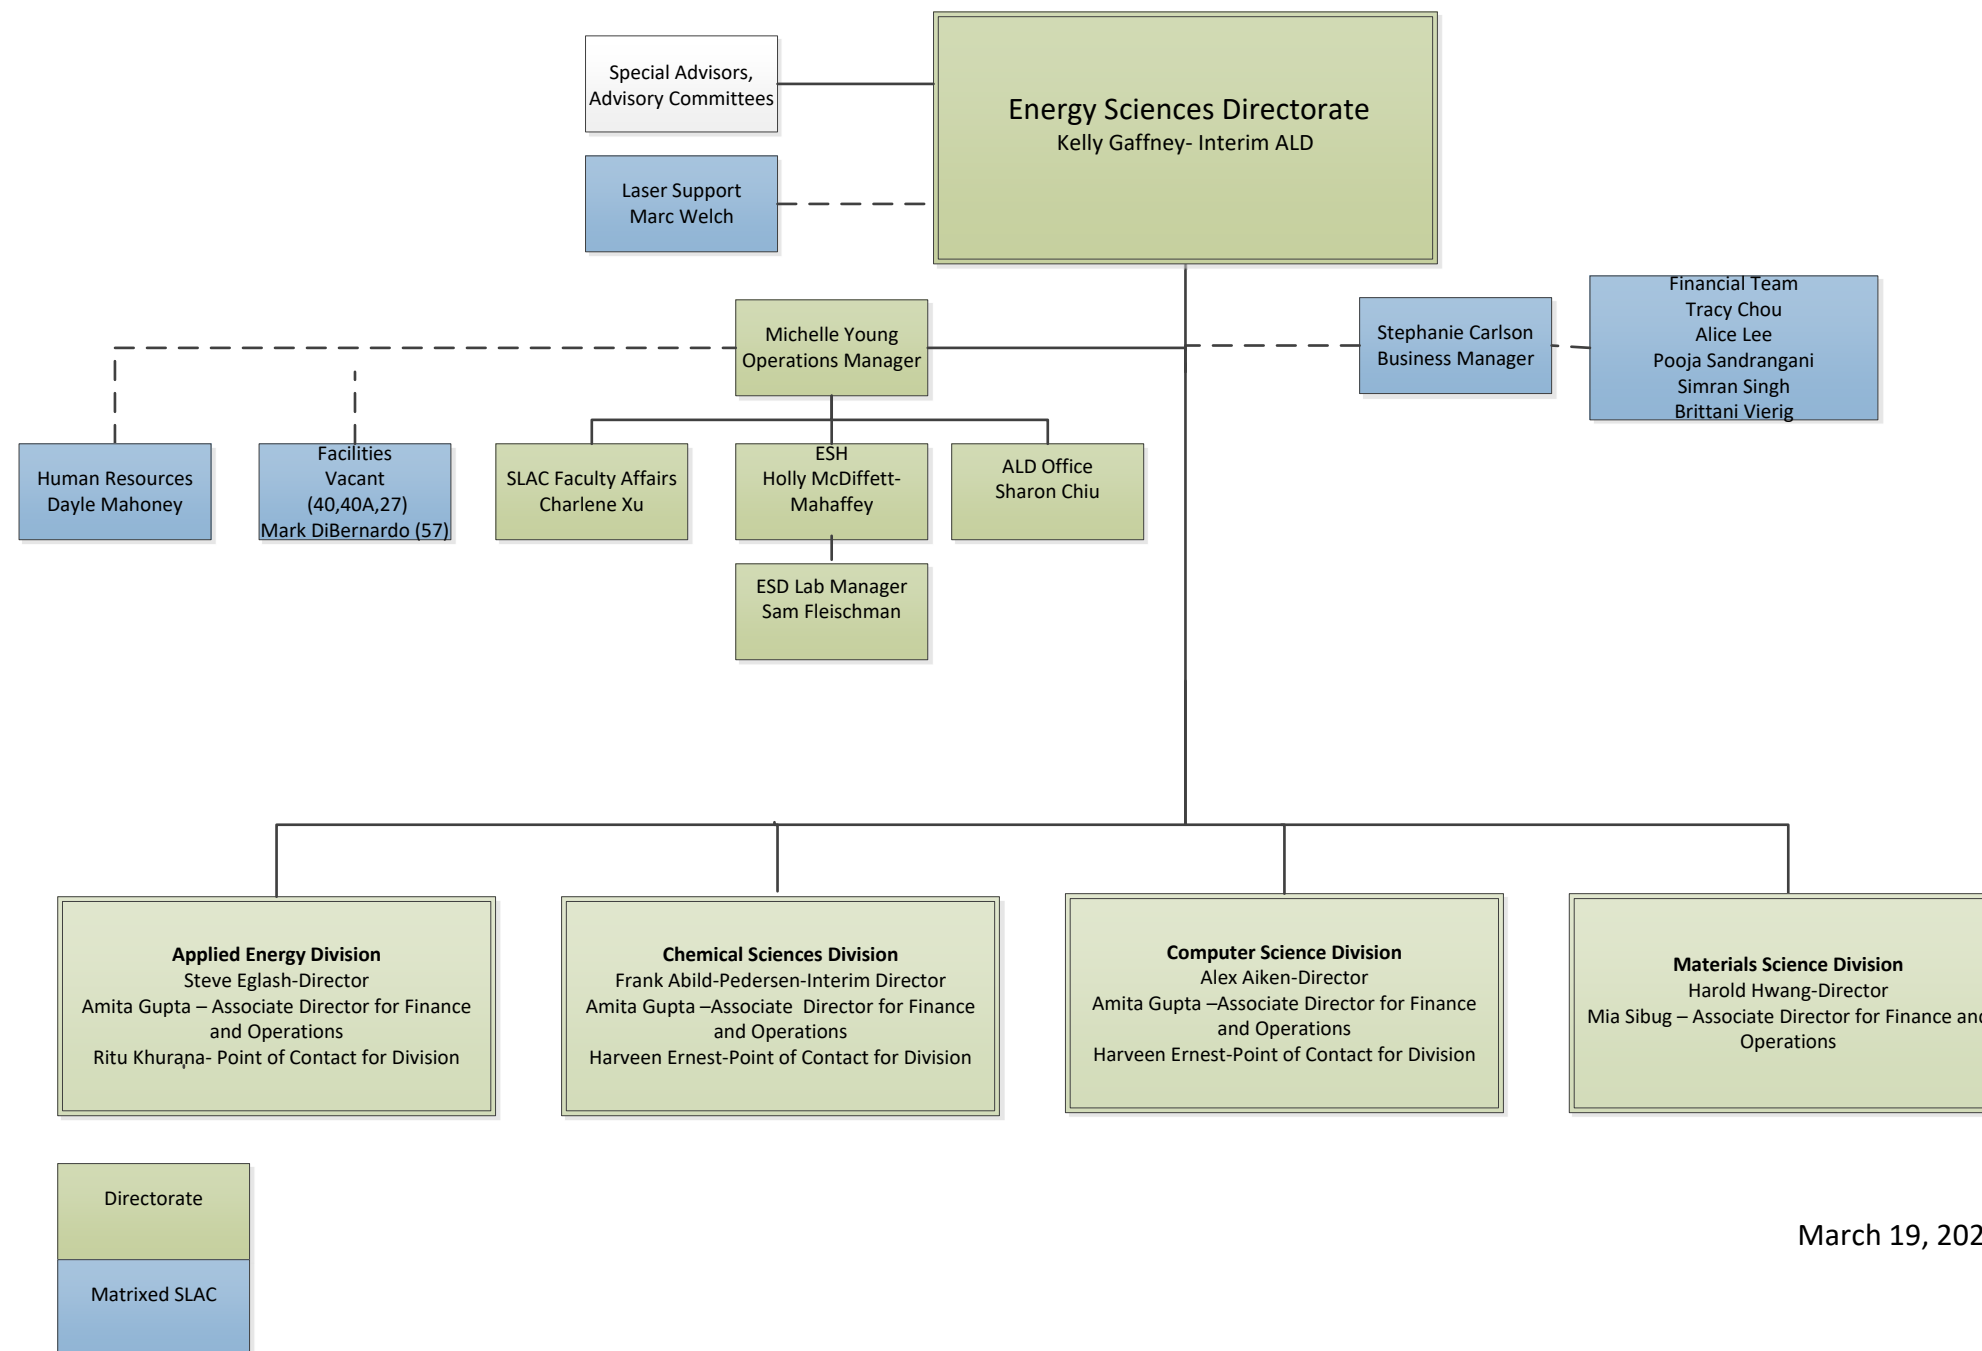 Special Advisors,
Advisory Committees
Energy Sciences Directorate
Kelly Gaffney- Interim ALD
Laser Support
Marc Welch
Michelle Young
Operations Manager
Stephanie Carlson
Business Manager
Financial Team
Tracy Chou
Alice Lee
Pooja Sandrangani
Simran Singh
Brittani Vierig
Human Resources
Dayle Mahoney
Facilities
Vacant
(40,40A,27)
Mark DiBernardo (57)
SLAC Faculty Affairs
Charlene Xu
ESH
Holly McDiffett-
Mahaffey
ALD Office
Sharon Chiu
ESD Lab Manager
Sam Fleischman
Applied Energy Division
Steve Eglash-Director
Amita Gupta – Associate Director for Finance
and Operations
Ritu Khurana- Point of Contact for Division
Chemical Sciences Division
Frank Abild-Pedersen-Interim Director
Amita Gupta –Associate  Director for Finance
and Operations
Harveen Ernest-Point of Contact for Division
Computer Science Division
Alex Aiken-Director
Amita Gupta –Associate Director for Finance
and Operations
Harveen Ernest-Point of Contact for Division
Materials Science Division
Harold Hwang-Director
Mia Sibug – Associate Director for Finance and
Operations
Directorate
Matrixed SLAC
March 19, 202